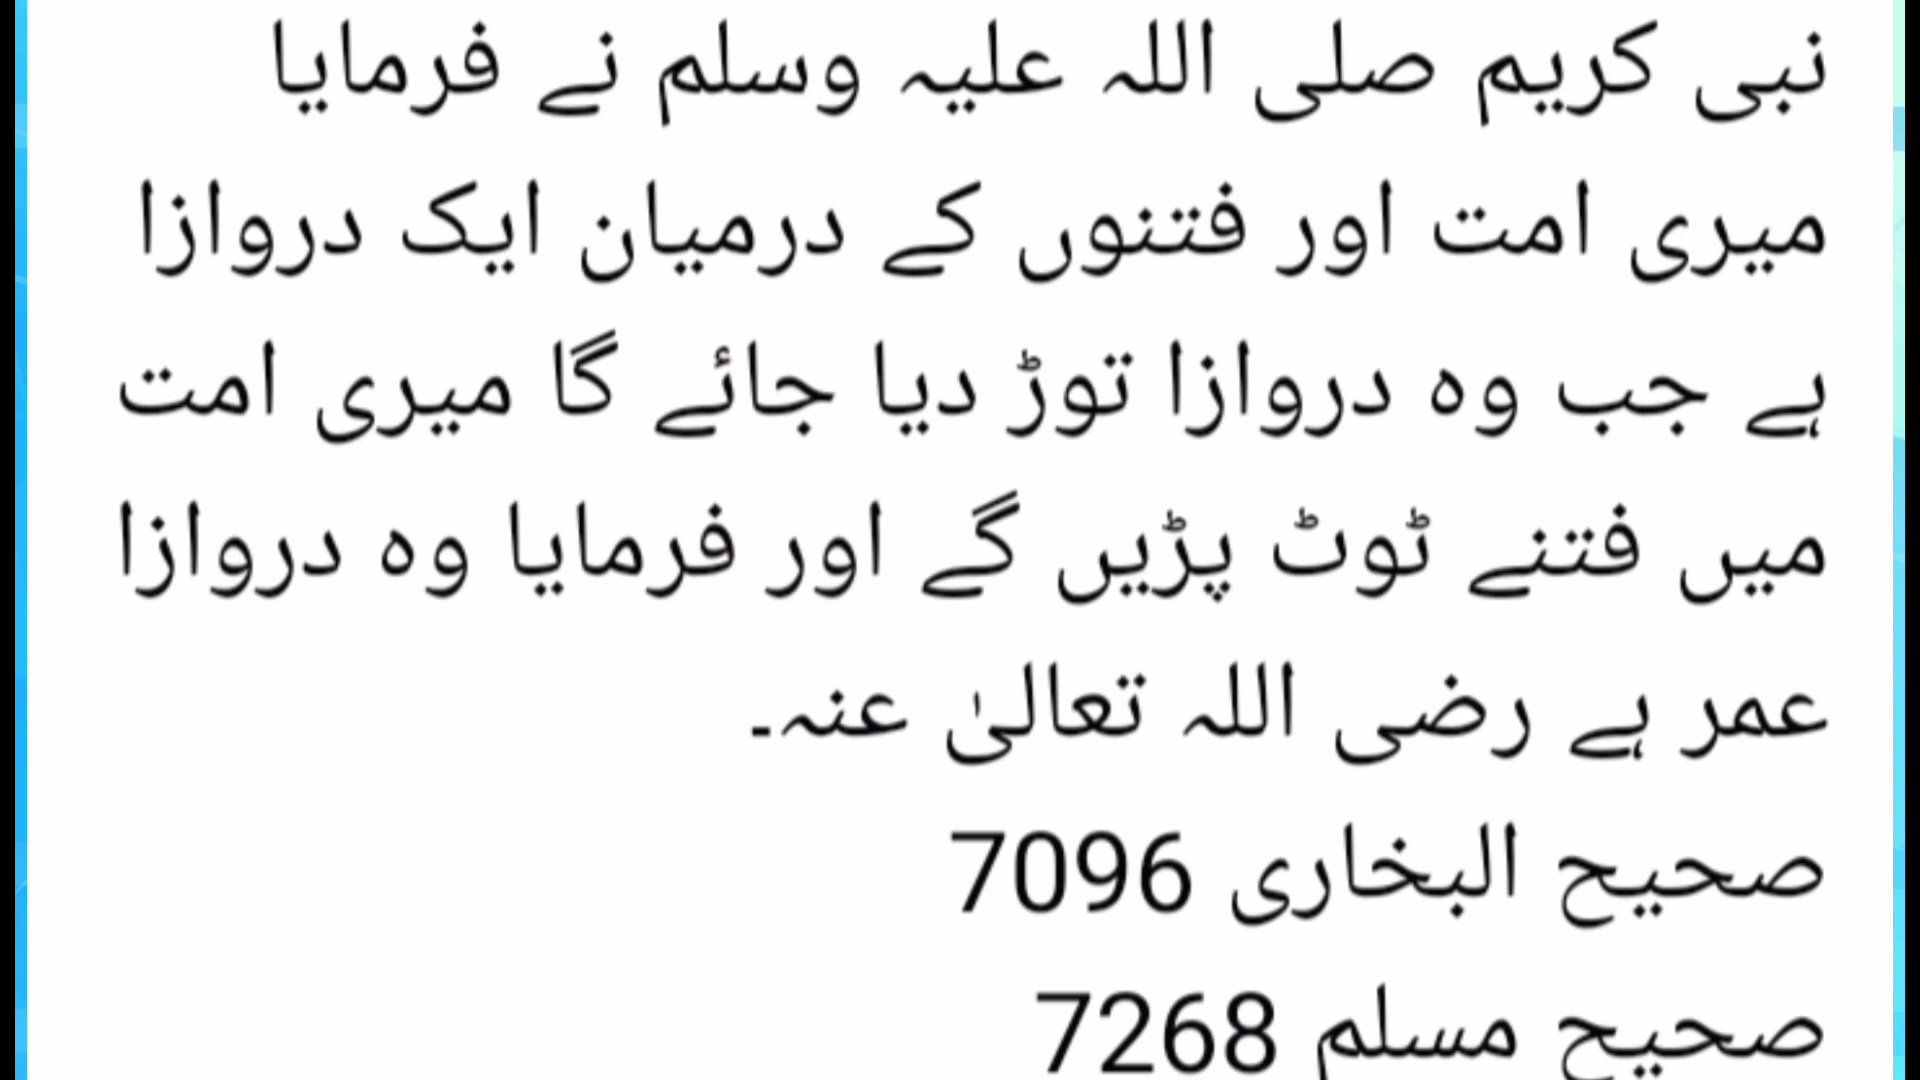 نبی کریم صلی اللہ علیہ وسلم نے فرمایا
میری امت اور فتنوں کے درمیان ایک دروازا
ہے جب وہ دروازا توڑ دیا جائے گا میری امت
میں فتنے ٹوٹ پڑیں گے اور فرمایا وہ دروازا
عمر ہے رضی اللہ تعالیٰ عنہ۔
صحیح البخاری 7096
صحیح مسلم 7268